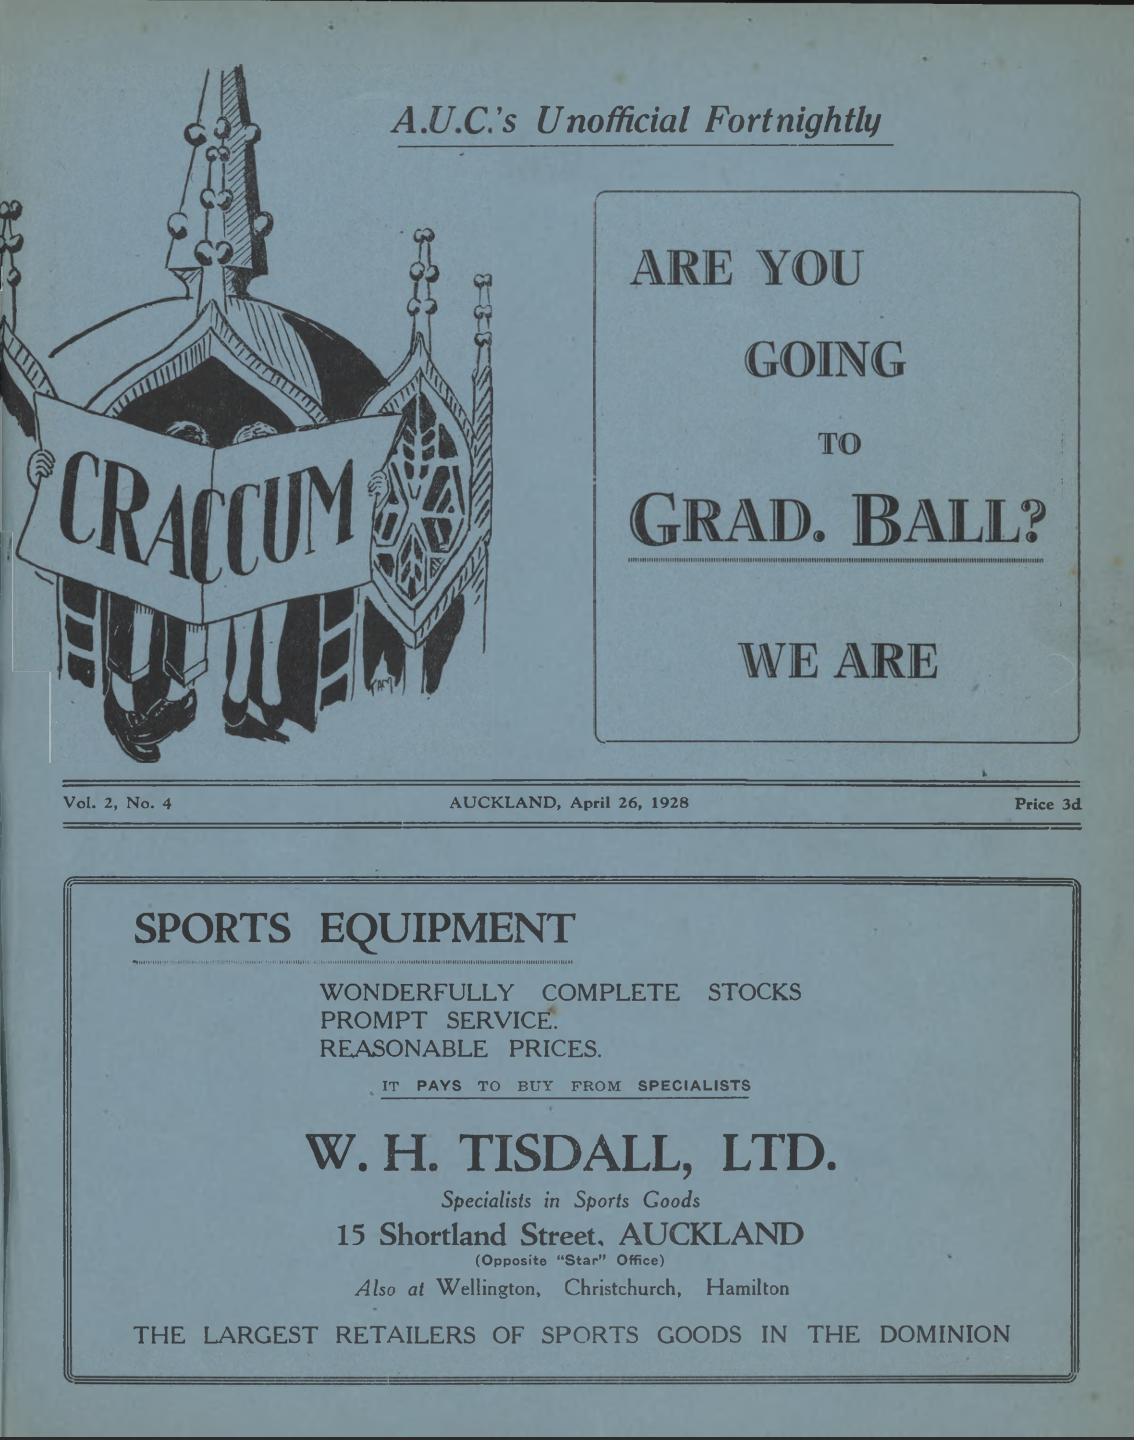 A.U.C.'s Unofficial Fortnightly
CRACCUM
ARE YOU
GOING
TO
GRAD. BALL?
WE ARE
Vol. 2, No. 4 AUCKLAND, April 26, 1928 Price 3d
SPORTS EQUIPMENT
WONDERFULLY COMPLETE STOCKS
PROMPT SERVICE.
REASONABLE PRICES.
IT PAYS TO BUY FROM SPECIALISTS
W. H. TISDALL, LTD.
Specialists in Sports Goods
15 Shortland Street, AUCKLAND
(Opposite "Star" Office)
Also at Wellington, Christchurch, Hamilton
THE LARGEST RETAILERS OF SPORTS GOODS IN THE DOMINION